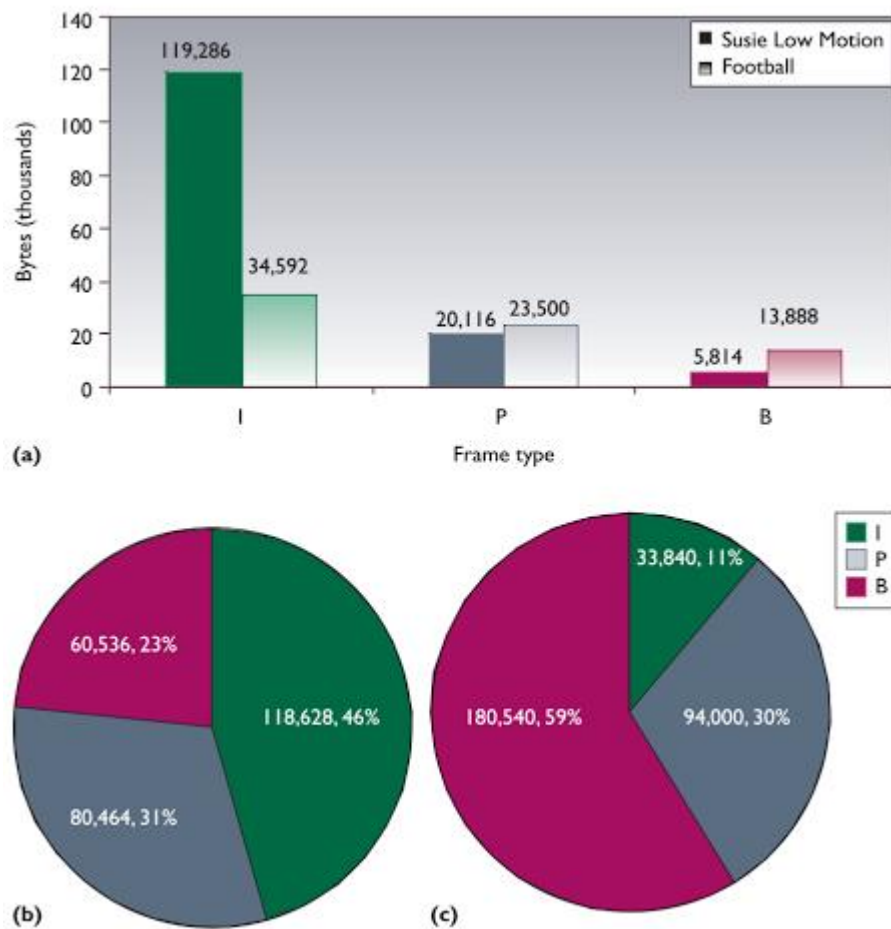 140
120
100
80
60
40
20
0
Bytes (thousands)
119,286
34,592
20,116
23,500
5,814
13,888
Susie Low Motion
Football
I
P
B
Frame type
(a)
60,536, 23%
118,628, 46%
80,464, 31%
(b)
33,840, 11%
180,540, 59%
94,000, 30%
(c)
I
P
B